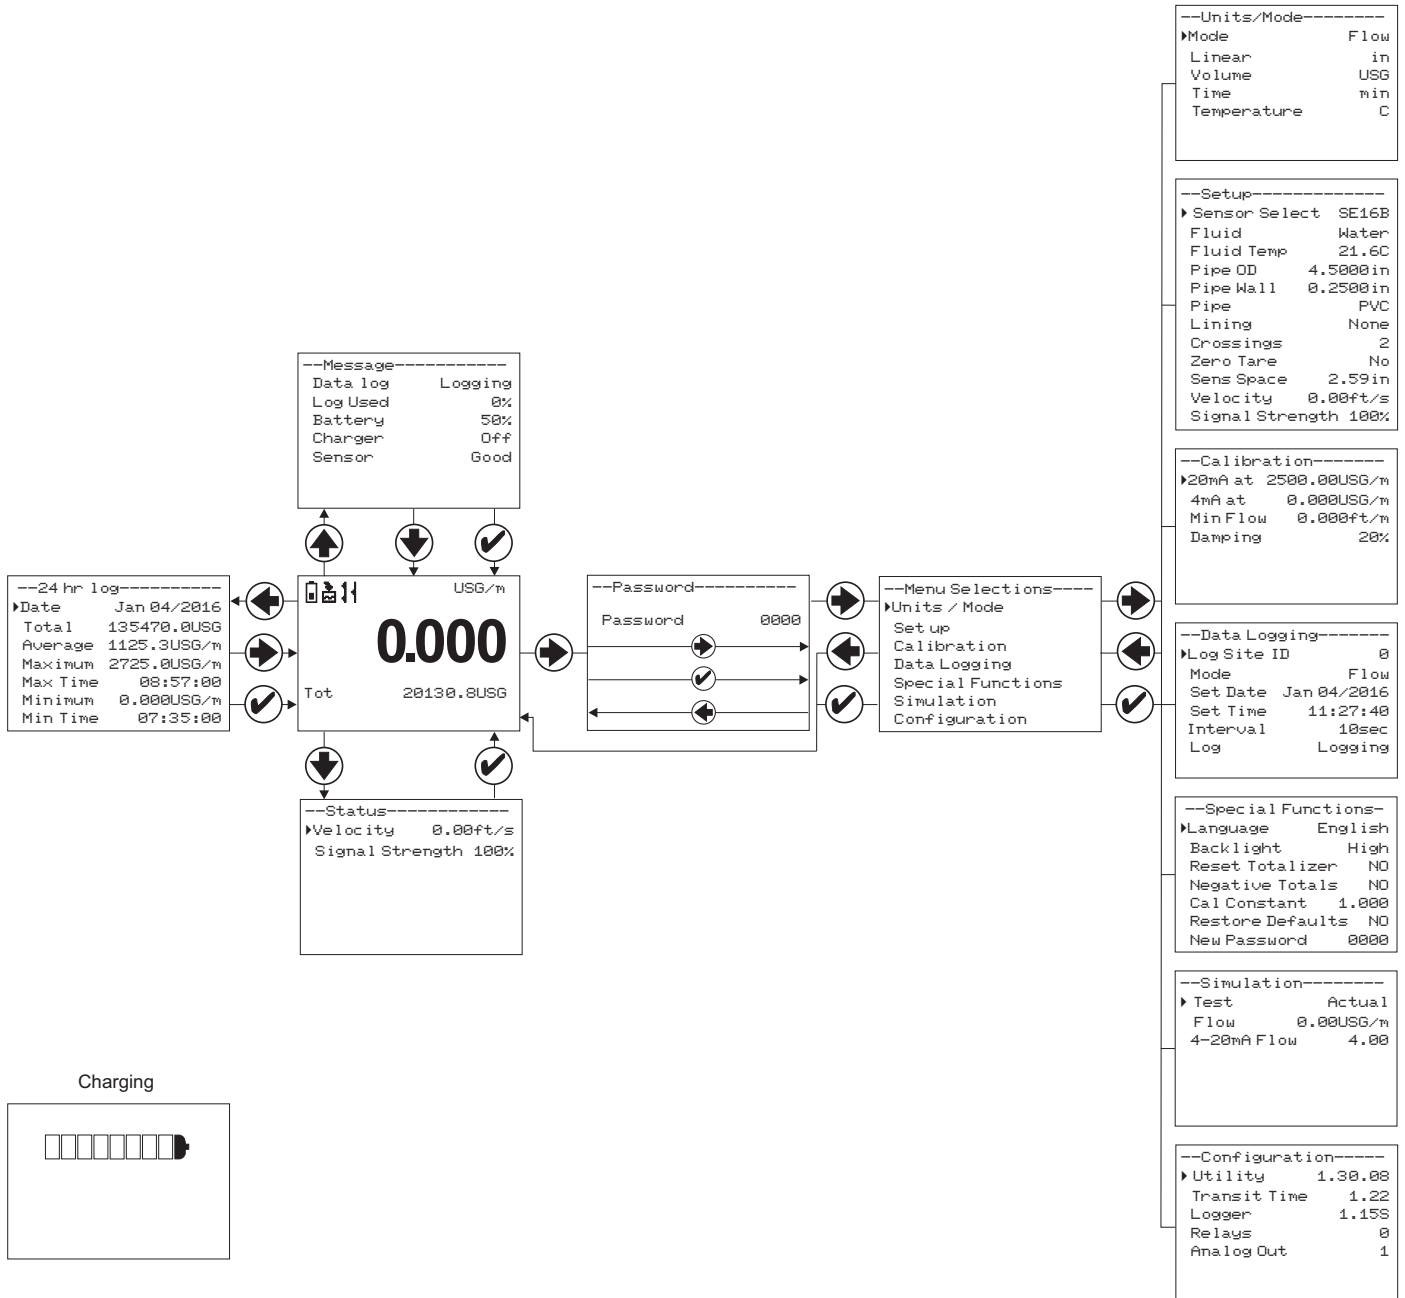 --Message-----------
Data log Logging
Log Used 0%
Battery 50%
Charger Off
Sensor Good
--24 hr log----------
Date Jan 04/2016
Total 135470.0USG
Average 1125.3USG/m
Maximum 2725.0USG/m
Max Time 08:57:00
Minimum 0.000USG/m
Min Time 07:35:00
USG/m
0.000
Tot 20130.8USG
--Status------------
Velocity 0.00ft/s
Signal Strength 100%
--Password----------
Password 0000
--Menu Selections----
Units / Mode
Set up
Calibration
Data Logging
Special Functions
Simulation
Configuration
--Units/Mode--------
Mode Flow
Linear in
Volume USG
Time min
Temperature C
--Setup-------------
Sensor Select SE16B
Fluid Water
Fluid Temp 21.6C
Pipe OD 4.5000in
Pipe Wall 0.2500in
Pipe PVC
Lining None
Crossings 2
Zero Tare No
Sens Space 2.59in
Velocity 0.00ft/s
Signal Strength 100%
--Calibration-------
20mA at 2500.00USG/m
4mA at 0.000USG/m
Min Flow 0.000ft/m
Damping 20%
--Data Logging-------
Log Site ID 0
Mode Flow
Set Date Jan 04/2016
Set Time 11:27:40
Interval 10sec
Log Logging
--Special Functions-
Language English
Backlight High
Reset Totalizer NO
Negative Totals NO
Cal Constant 1.000
Restore Defaults NO
New Password 0000
--Simulation--------
Test Actual
Flow 0.00USG/m
4-20mA Flow 4.00
--Configuration-----
Utility 1.30.08
Transit Time 1.22
Logger 1.15S
Relays 0
Analog Out 1
Charging